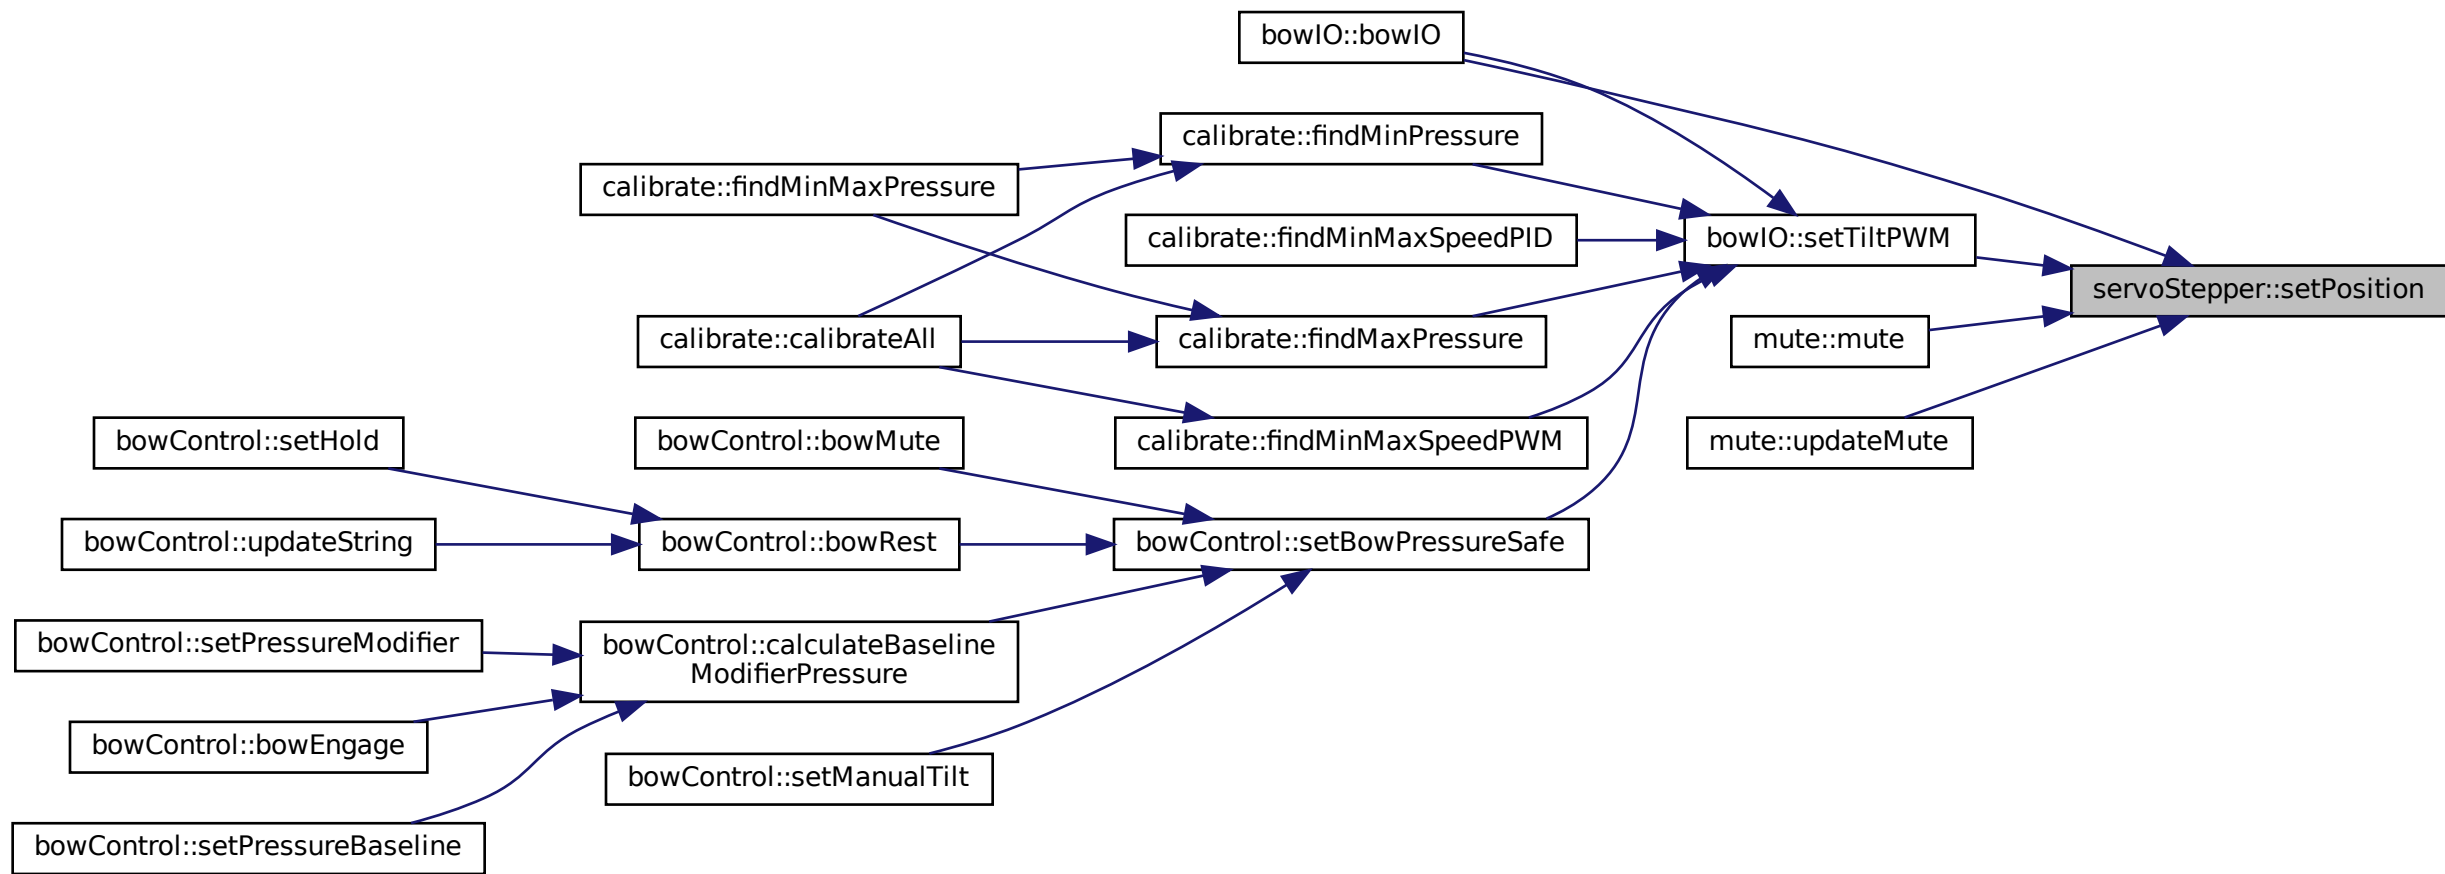 bowIO::bowIO
calibrate::findMinPressure
calibrate::findMinMaxPressure
calibrate::findMinMaxSpeedPID
bowIO::setTiltPWM
servoStepper::setPosition
calibrate::calibrateAll
calibrate::findMaxPressure
mute::mute
bowControl::setHold
bowControl::bowMute
calibrate::findMinMaxSpeedPWM
mute::updateMute
bowControl::updateString
bowControl::bowRest
bowControl::setBowPressureSafe
bowControl::setPressureModifier
bowControl::calculateBaseline
ModifierPressure
bowControl::bowEngage
bowControl::setManualTilt
bowControl::setPressureBaseline